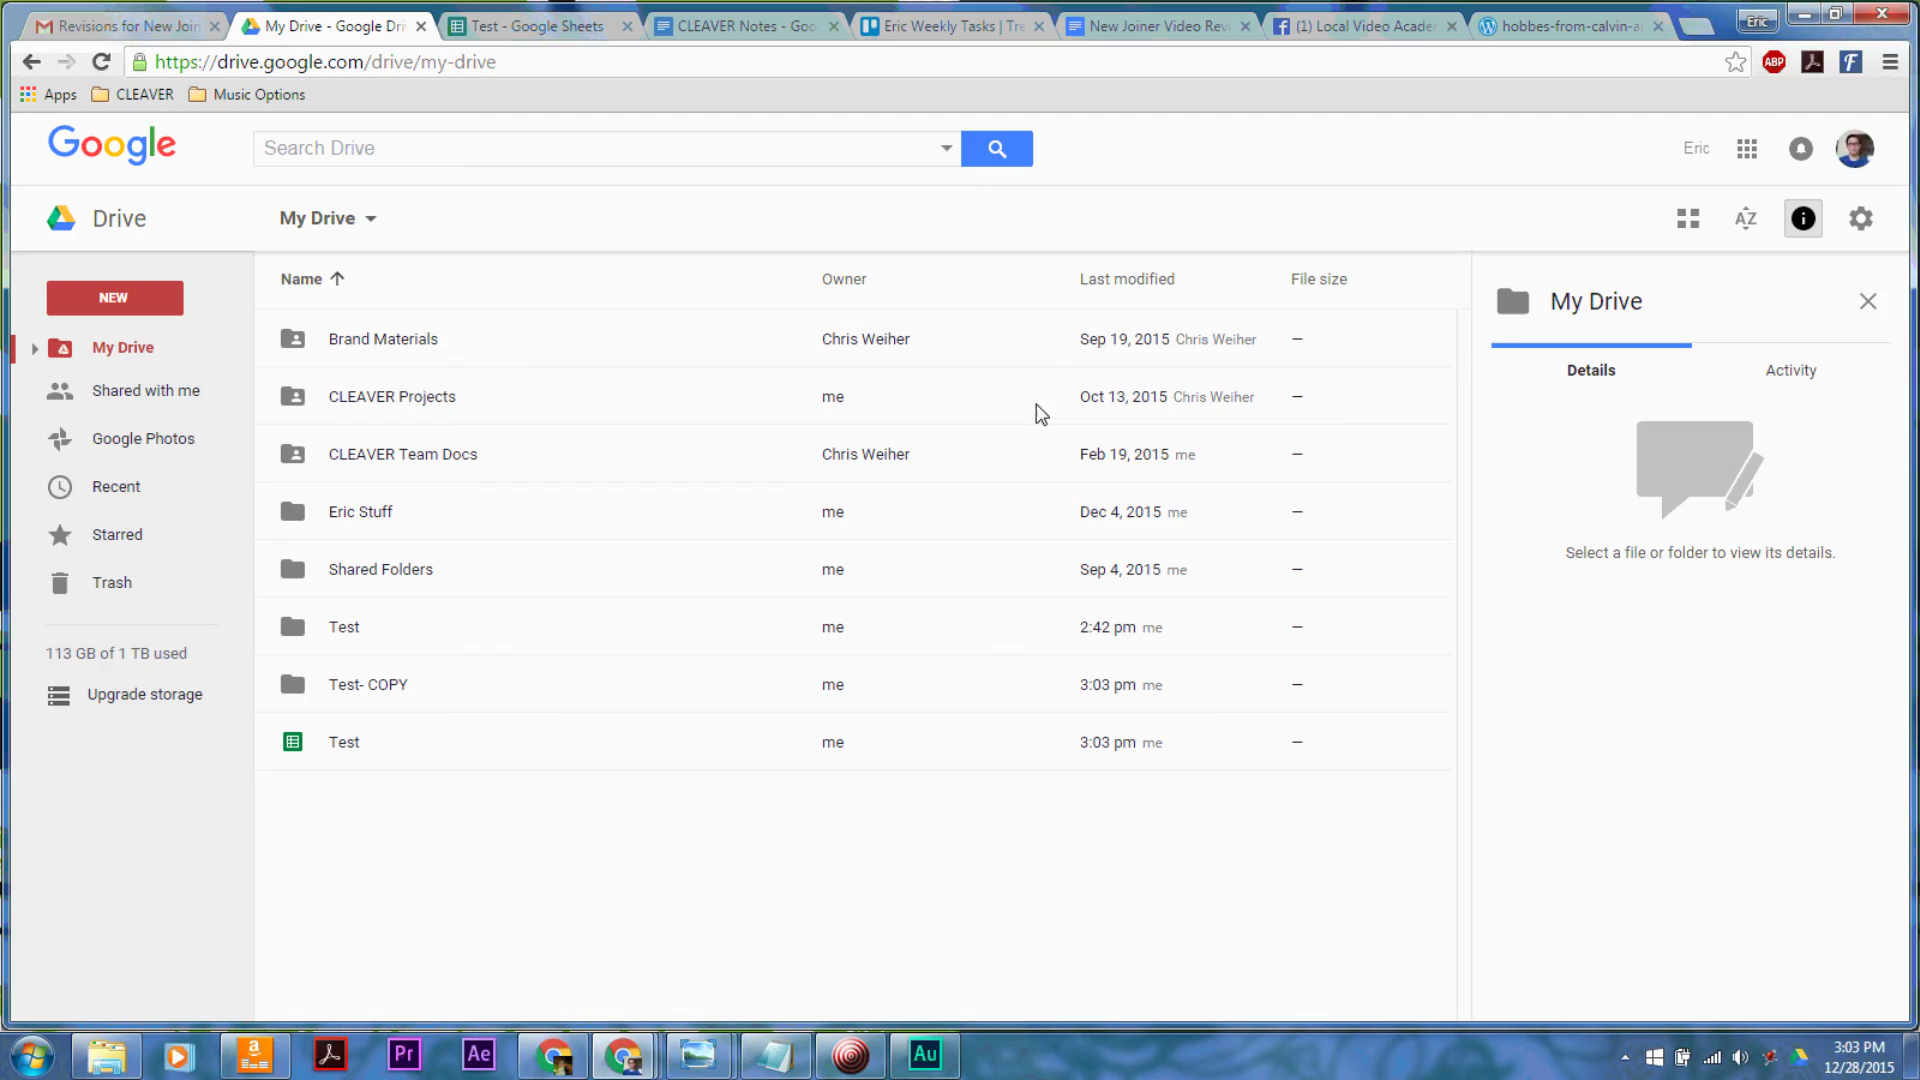 Revisions for New Join
My Drive - Google Dri
Test - Google Sheets
CLEAVER Notes - Goo
Eric Weekly Tasks | Tre
New Joiner Video Revi
(1) Local Video Acader
hobbes-from-calvin-a
Eric
https://drive.google.com/drive/my-drive
ABP
F
Apps
CLEAVER
Music Options
Google
Search Drive
Eric
Drive
My Drive
AZ
NEW
My Drive
Shared with me
Google Photos
Recent
Starred
Trash
113 GB of 1 TB used
Upgrade storage
Name Owner Last modified File size
Brand Materials Chris Weiher Sep 19, 2015 Chris Weiher —
CLEAVER Projects me Oct 13, 2015 Chris Weiher —
CLEAVER Team Docs Chris Weiher Feb 19, 2015 me —
Eric Stuff me Dec 4, 2015 me —
Shared Folders me Sep 4, 2015 me —
Test me 2:42 pm me —
Test- COPY me 3:03 pm me —
Test me 3:03 pm me —
My Drive
Details Activity
Select a file or folder to view its details.
a
Pr
Ae
Au
3:03 PM
12/28/2015